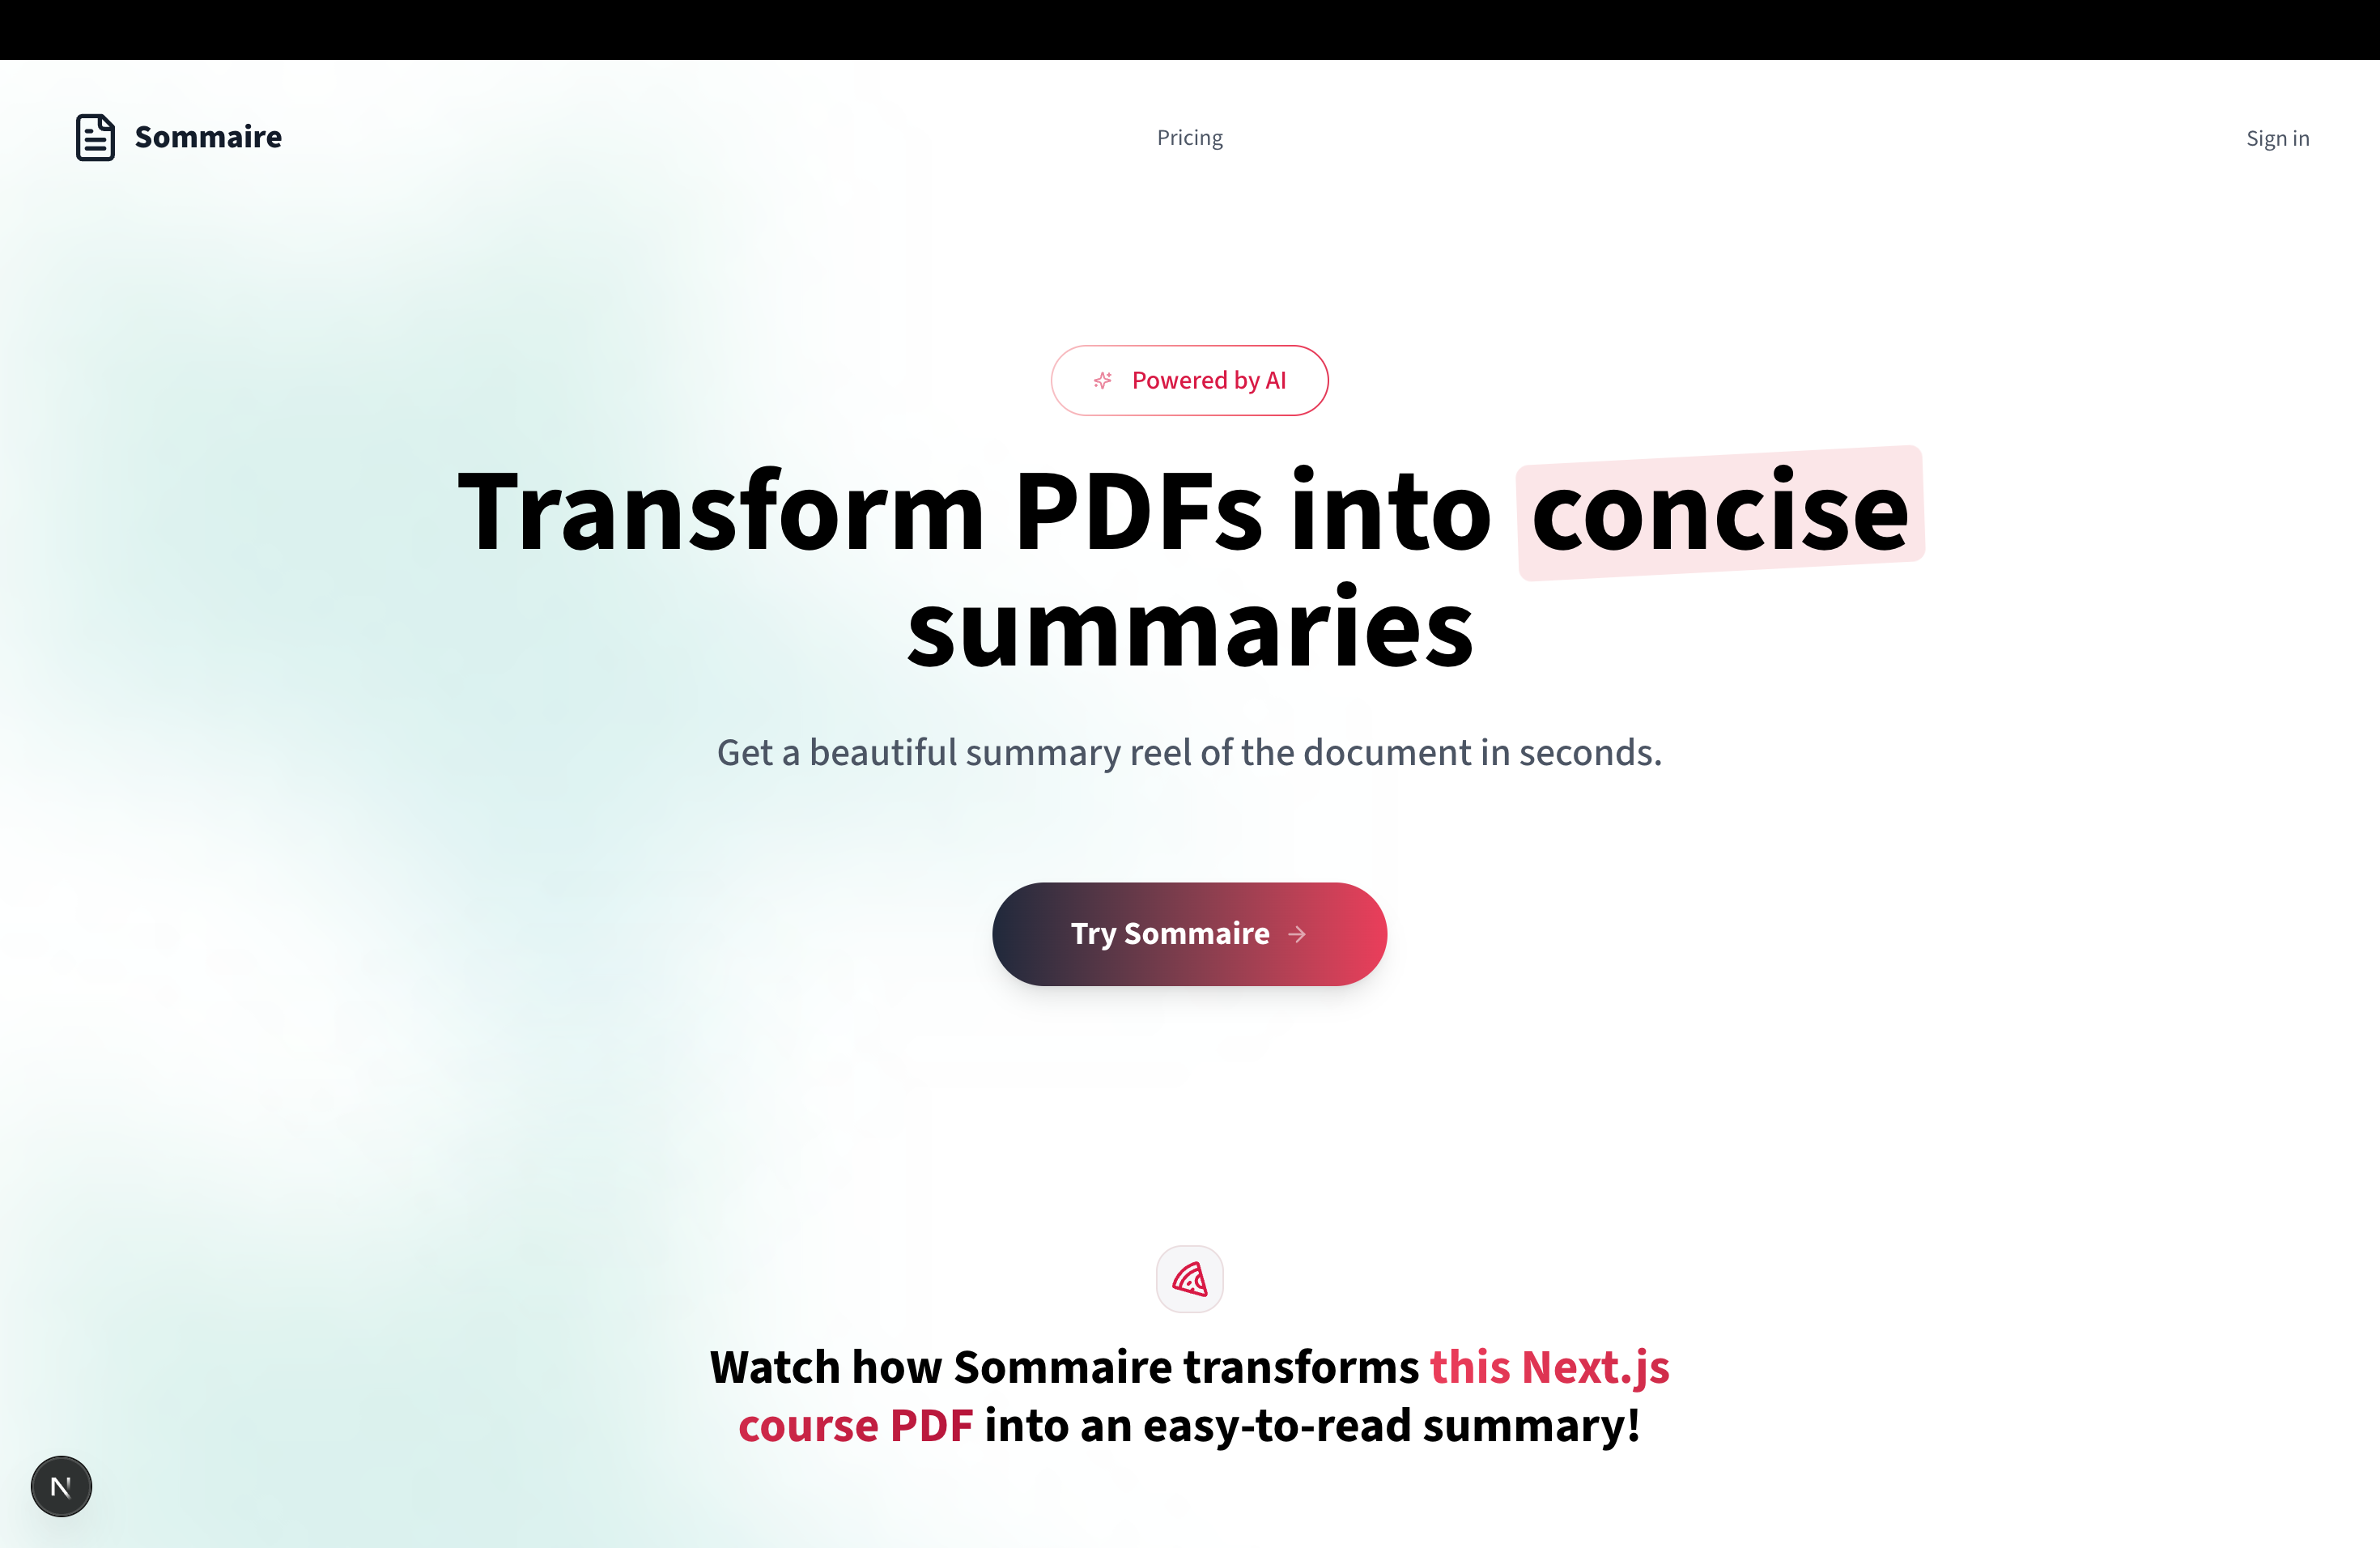 Sommaire
Pricing
Sign in
Powered by AI
Transform PDFs into concise
summaries
Get a beautiful summary reel of the document in seconds.
Try Sommaire
Watch how Sommaire transforms this Next.js
course PDF into an easy-to-read summary!
N